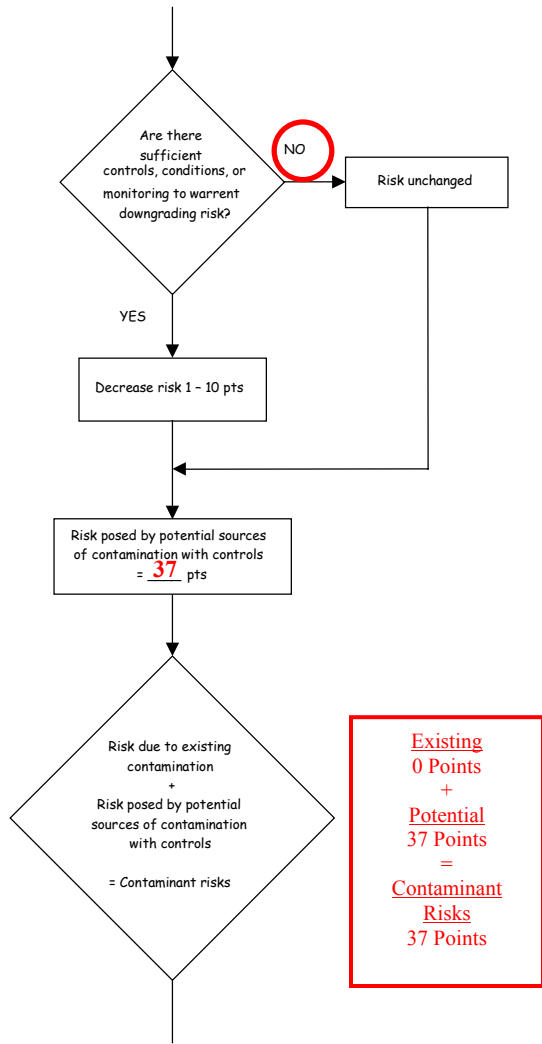 Are there
sufficient
controls, conditions, or
monitoring to warrent
downgrading risk?
NO
Risk unchanged
YES
Decrease risk 1 – 10 pts
Risk posed by potential sources
of contamination with controls
= 37 pts
Risk due to existing
contamination
+
Risk posed by potential
sources of contamination
with controls
= Contaminant risks
Existing
0 Points
+
Potential
37 Points
=
Contaminant
Risks
37 Points